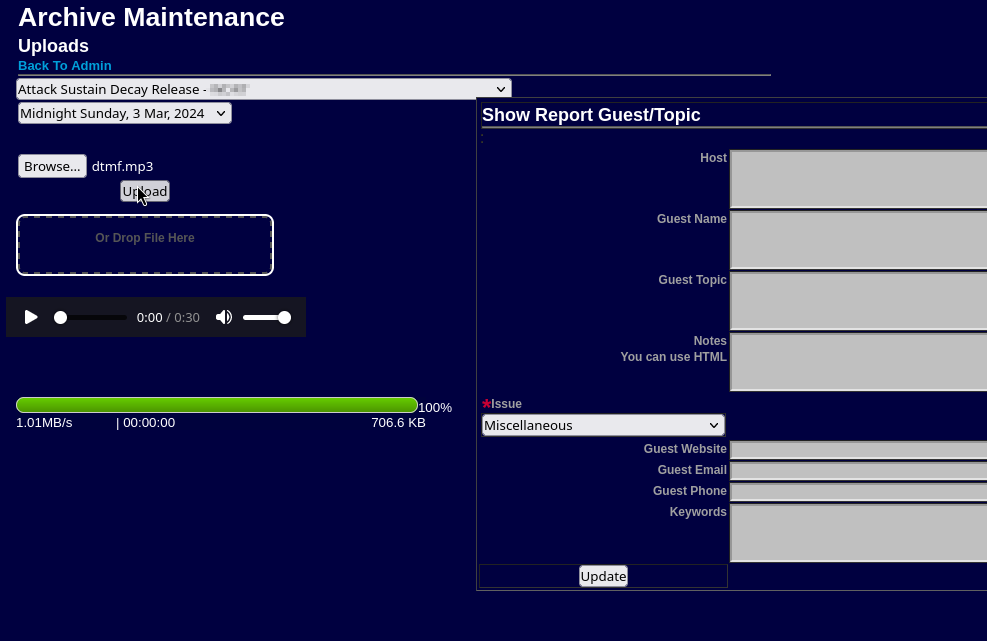 Archive Maintenance
Uploads
Back To Admin
Attack Sustain Decay Release -
Midnight Sunday, 3 Mar, 2024
Browse... dtmf.mp3
Upload
Or Drop File Here
0:00 / 0:30
100%
1.01MB/s | 00:00:00 706.6 KB
Show Report Guest/Topic
:
Host
Guest Name
Guest Topic
Notes
You can use HTML
*Issue
Miscellaneous
Guest Website
Guest Email
Guest Phone
Keywords
Update